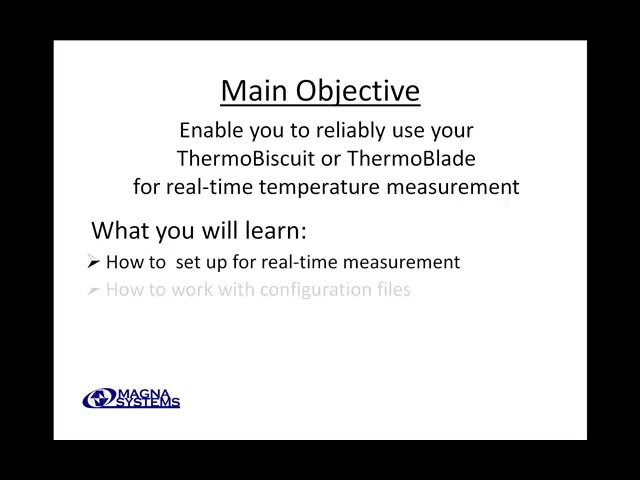 Main Objective
Enable you to reliably use your
ThermoBiscuit or ThermoBlade
for real-time temperature measurement
What you will learn:
How to set up for real-time measurement
How to work with configuration files
MAGNA
SYSTEMS